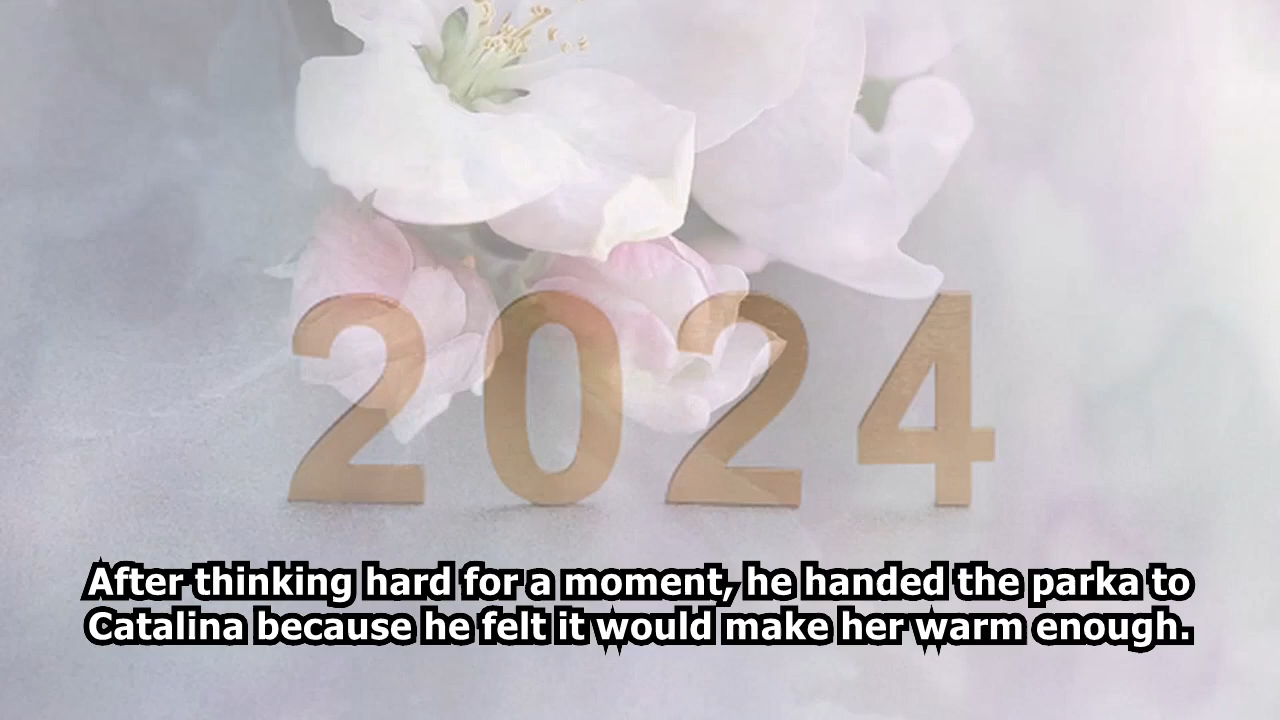 2024
After thinking hard for a moment, he handed the parka to
Catalina because he felt it would make her warm enough.